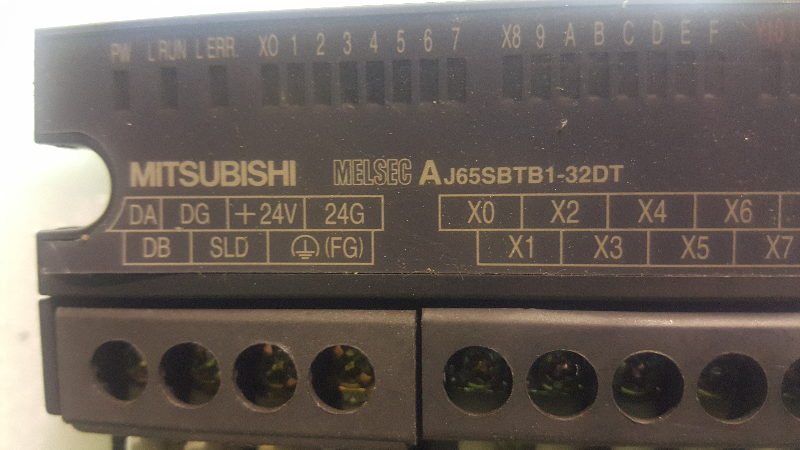 PW L RUN L ERR. X0 1 2 3 4 5 6 7 X8 9 A B C D E F X10
MITSUBISHI MELSEC AJ65SBTB1-32DT
DA DG +24V 24G X0 X2 X4 X6
DB SLD (FG) X1 X3 X5 X7